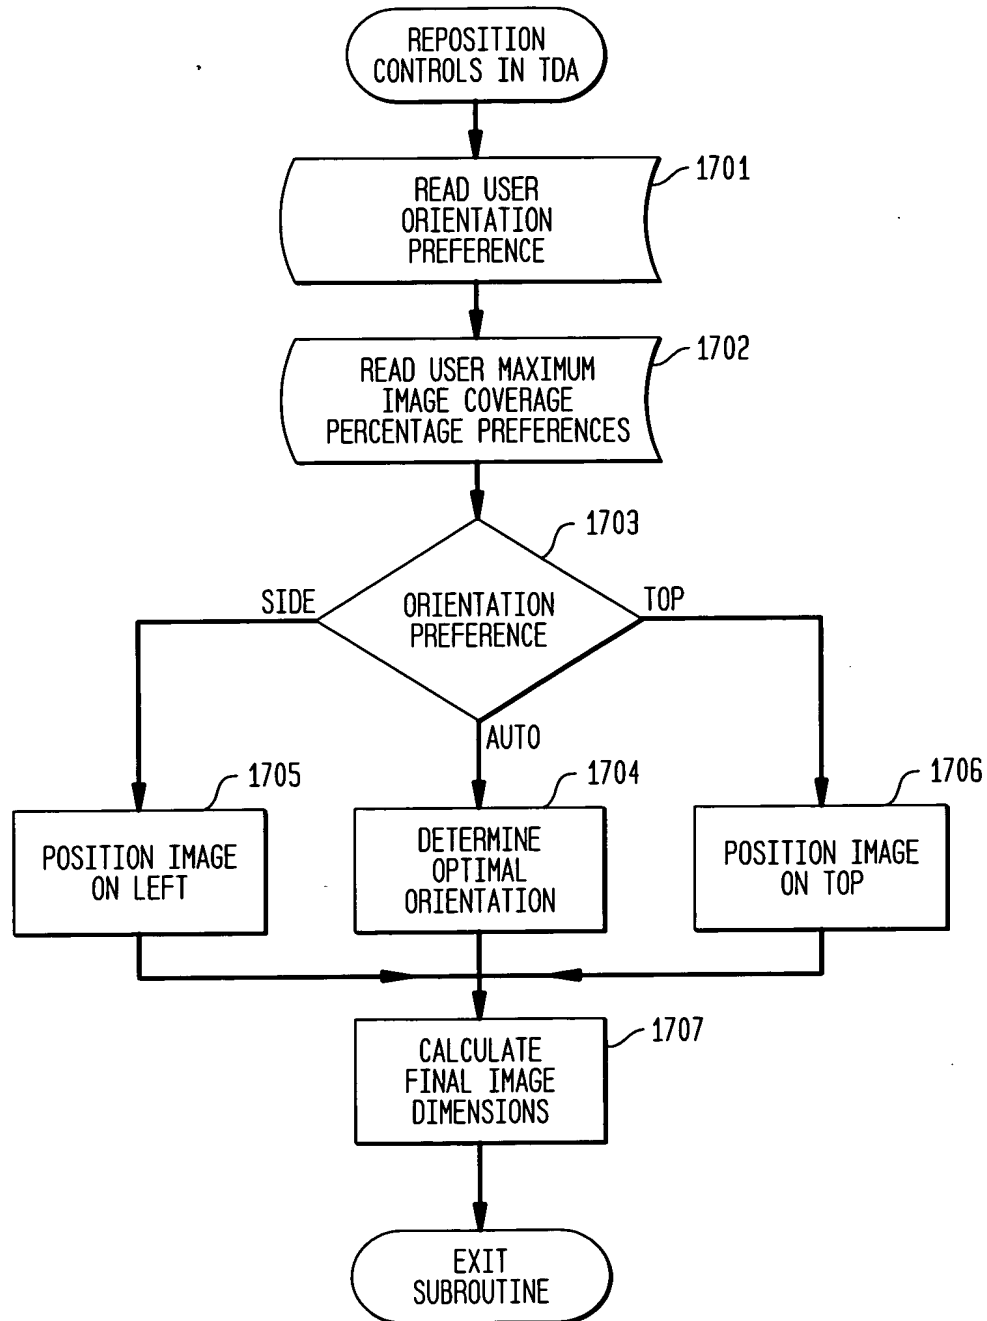 REPOSITION
CONTROLS IN TDA
1701
READ USER
ORIENTATION
PREFERENCE
1702
READ USER MAXIMUM
IMAGE COVERAGE
PERCENTAGE PREFERENCES
1703
SIDE
ORIENTATION
PREFERENCE
TOP
AUTO
1705
POSITION IMAGE
ON LEFT
1704
DETERMINE
OPTIMAL
ORIENTATION
1706
POSITION IMAGE
ON TOP
1707
CALCULATE
FINAL IMAGE
DIMENSIONS
EXIT
SUBROUTINE